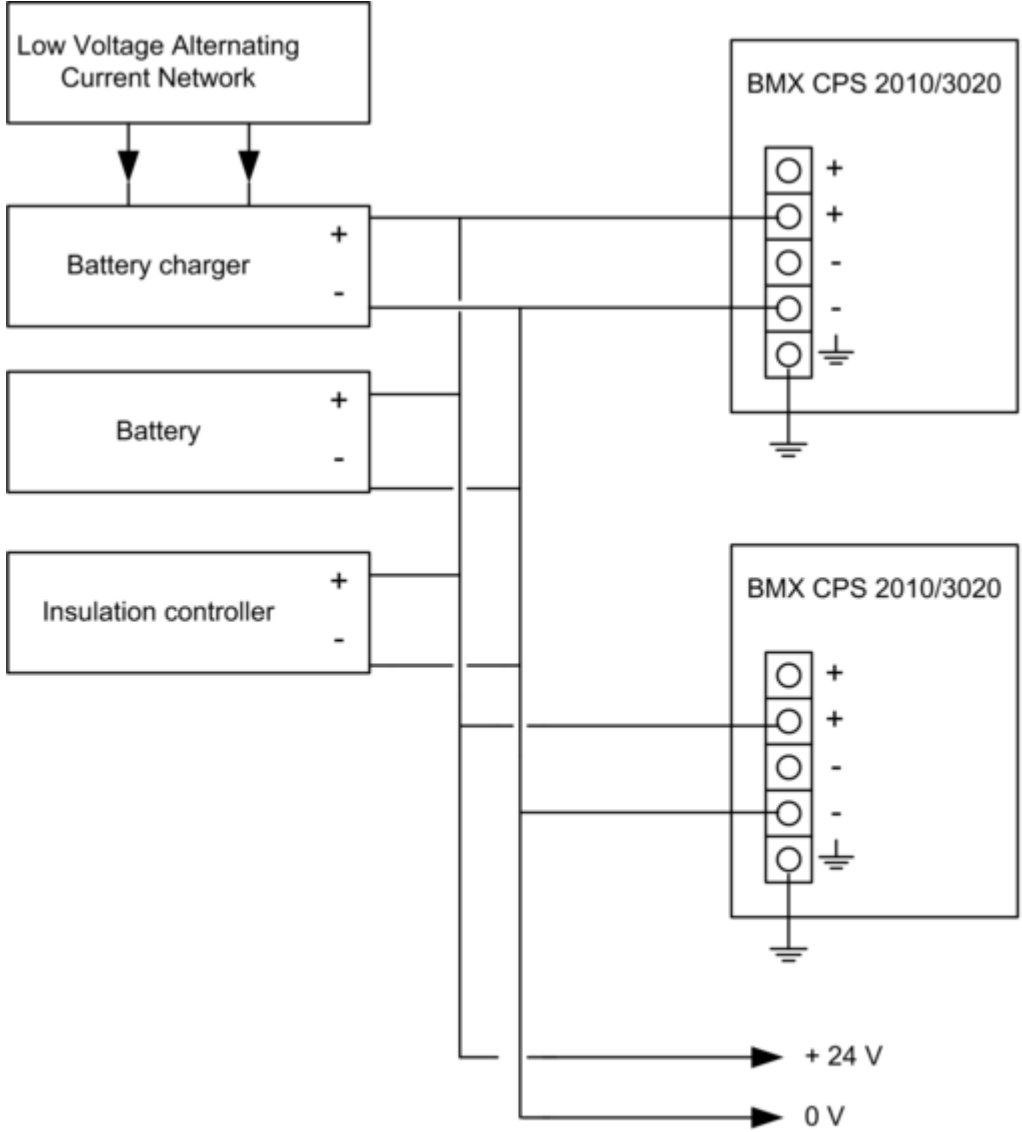 Low Voltage Alternating
Current Network
Battery charger
+
-
Battery
+
-
Insulation controller
+
-
BMX CPS 2010/3020
+
+
-
-
BMX CPS 2010/3020
+
+
-
-
+ 24 V
0 V